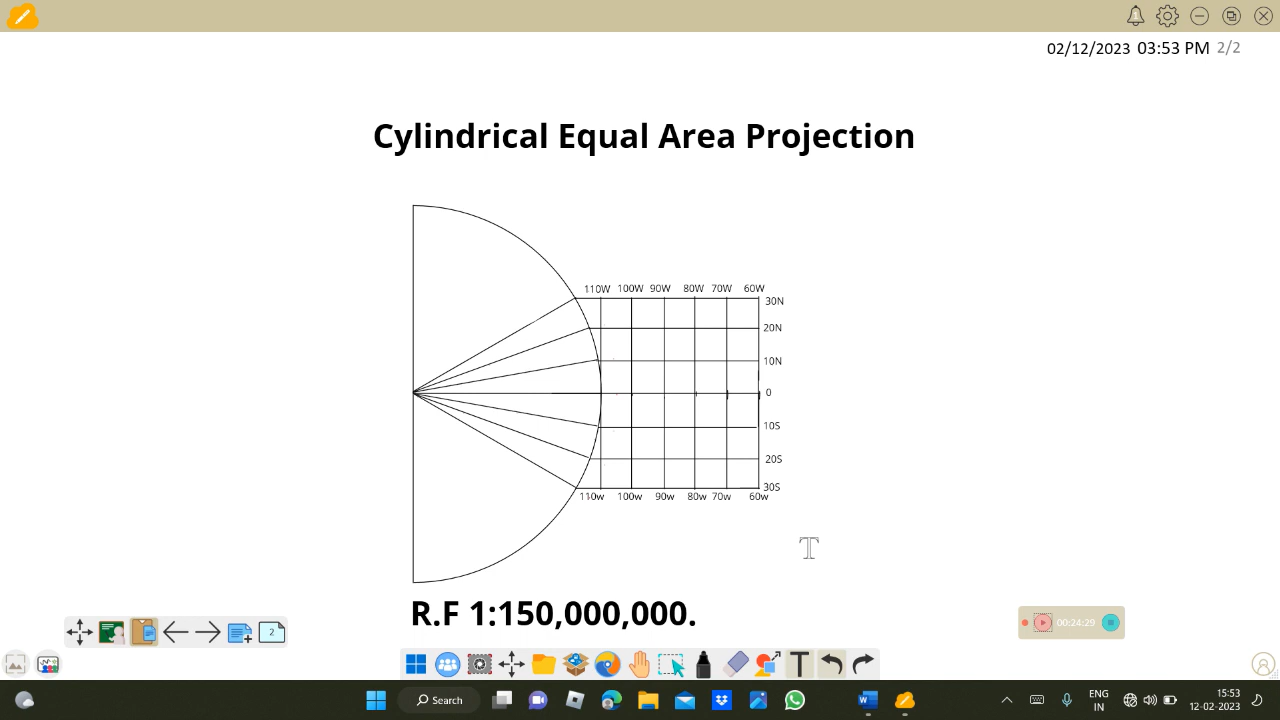 02/12/2023 03:53 PM 2/2
Cylindrical Equal Area Projection
110W 100W 90W 80W 70W 60W
30N
20N
10N
0
10S
20S
30S
110w 100w 90w 80w 70w 60w
R.F 1:150,000,000.
2
00:24:29
T
Search
ENG
IN
15:53
12-02-2023